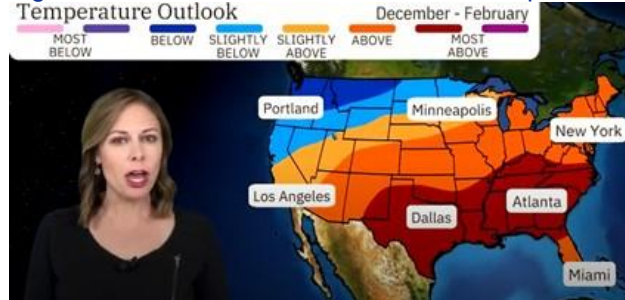 Temperature Outlook
December - February
MOST
BELOW
BELOW
SLIGHTLY
BELOW
SLIGHTLY
ABOVE
ABOVE
MOST
ABOVE
Portland
Minneapolis
New York
Los Angeles
Dallas
Atlanta
Miami